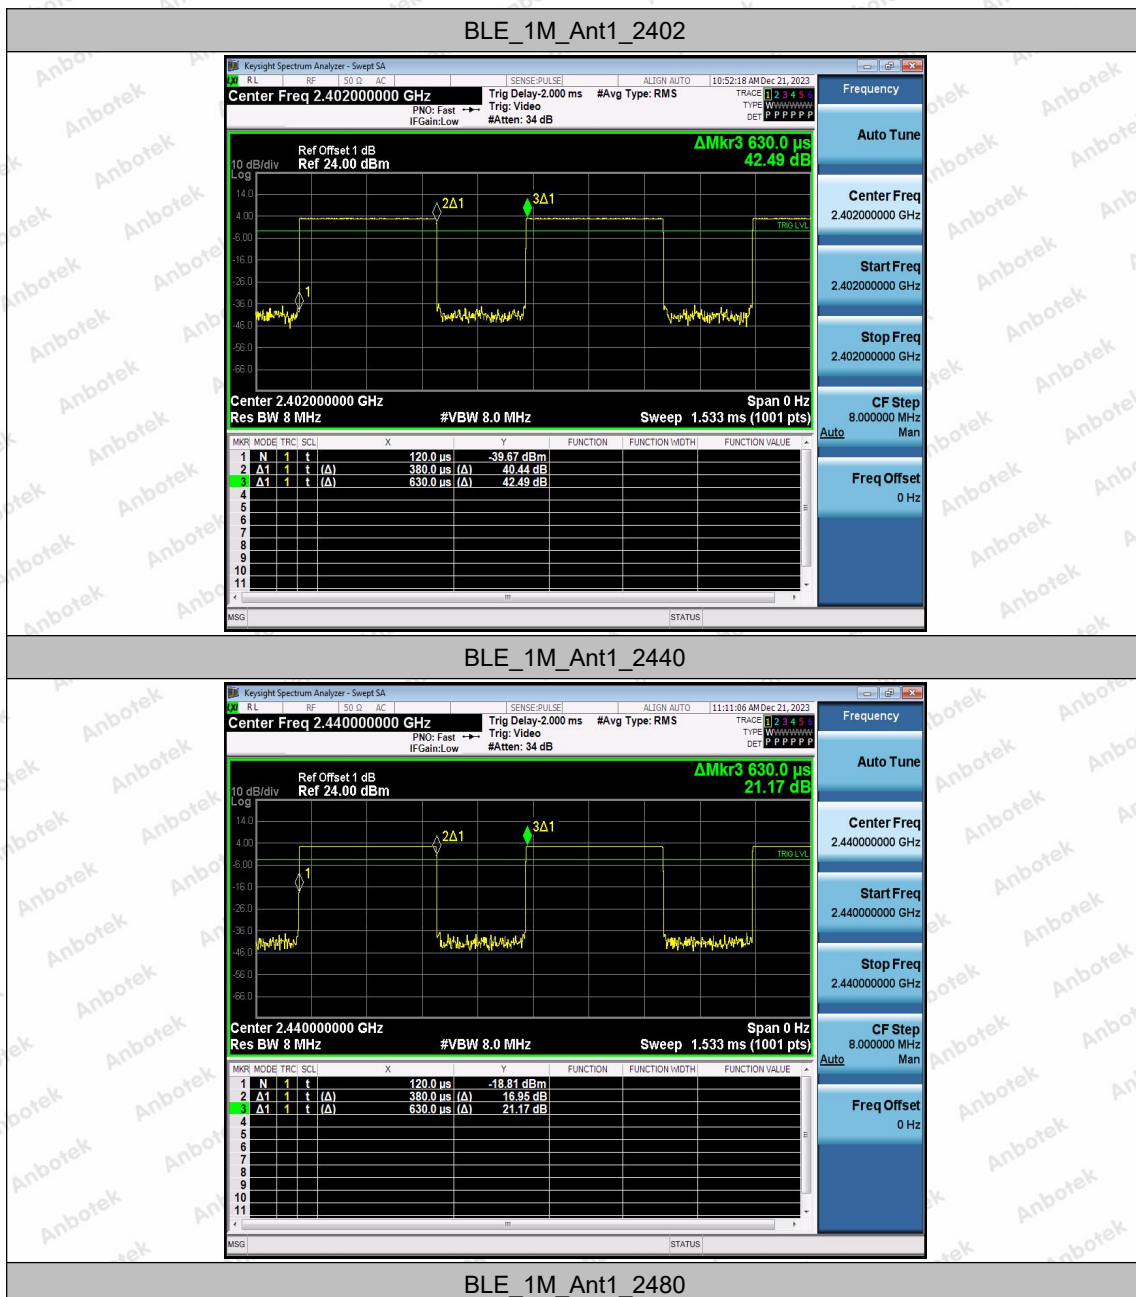 BLE_1M_Ant1_2402
Keysight Spectrum Analyzer - Swept SA
RL RF 50 Ω AC SENSE:PULSE ALIGN AUTO 10:52:18 AM Dec 21, 2023
Center Freq 2.402000000 GHz Trig Delay-2.000 ms #Avg Type: RMS TRACE 1 2 3 4 5 6
PNO: Fast Trig: Video TYPE WWWWWW
IFGain:Low #Atten: 34 dB DET P P P P P P
Frequency
Auto Tune
Center Freq
2.402000000 GHz
Start Freq
2.402000000 GHz
Stop Freq
2.402000000 GHz
CF Step
8.000000 MHz
Auto Man
Freq Offset
0 Hz
Ref Offset 1 dB ΔMkr3 630.0 µs
10 dB/div Ref 24.00 dBm 42.49 dB
Log
14.0
4.00
-6.00
-16.0
-26.0
-36.0
-46.0
-56.0
-66.0
1
2Δ1
3Δ1
TRIG LVL
Center 2.402000000 GHz Span 0 Hz
Res BW 8 MHz #VBW 8.0 MHz Sweep 1.533 ms (1001 pts)
MKR MODE TRC SCL X Y FUNCTION FUNCTION WIDTH FUNCTION VALUE
1 N 1 t 120.0 µs -39.67 dBm
2 Δ1 1 t (Δ) 380.0 µs (Δ) 40.44 dB
3 Δ1 1 t (Δ) 630.0 µs (Δ) 42.49 dB
4
5
6
7
8
9
10
11
MSG STATUS
BLE_1M_Ant1_2440
Keysight Spectrum Analyzer - Swept SA
RL RF 50 Ω AC SENSE:PULSE ALIGN AUTO 11:11:06 AM Dec 21, 2023
Center Freq 2.440000000 GHz Trig Delay-2.000 ms #Avg Type: RMS TRACE 1 2 3 4 5 6
PNO: Fast Trig: Video TYPE WWWWWW
IFGain:Low #Atten: 34 dB DET P P P P P P
Frequency
Auto Tune
Center Freq
2.440000000 GHz
Start Freq
2.440000000 GHz
Stop Freq
2.440000000 GHz
CF Step
8.000000 MHz
Auto Man
Freq Offset
0 Hz
Ref Offset 1 dB ΔMkr3 630.0 µs
10 dB/div Ref 24.00 dBm 21.17 dB
Log
14.0
4.00
-6.00
-16.0
-26.0
-36.0
-46.0
-56.0
-66.0
1
2Δ1
3Δ1
TRIG LVL
Center 2.440000000 GHz Span 0 Hz
Res BW 8 MHz #VBW 8.0 MHz Sweep 1.533 ms (1001 pts)
MKR MODE TRC SCL X Y FUNCTION FUNCTION WIDTH FUNCTION VALUE
1 N 1 t 120.0 µs -18.81 dBm
2 Δ1 1 t (Δ) 380.0 µs (Δ) 16.95 dB
3 Δ1 1 t (Δ) 630.0 µs (Δ) 21.17 dB
4
5
6
7
8
9
10
11
MSG STATUS
BLE_1M_Ant1_2480
Anbotek